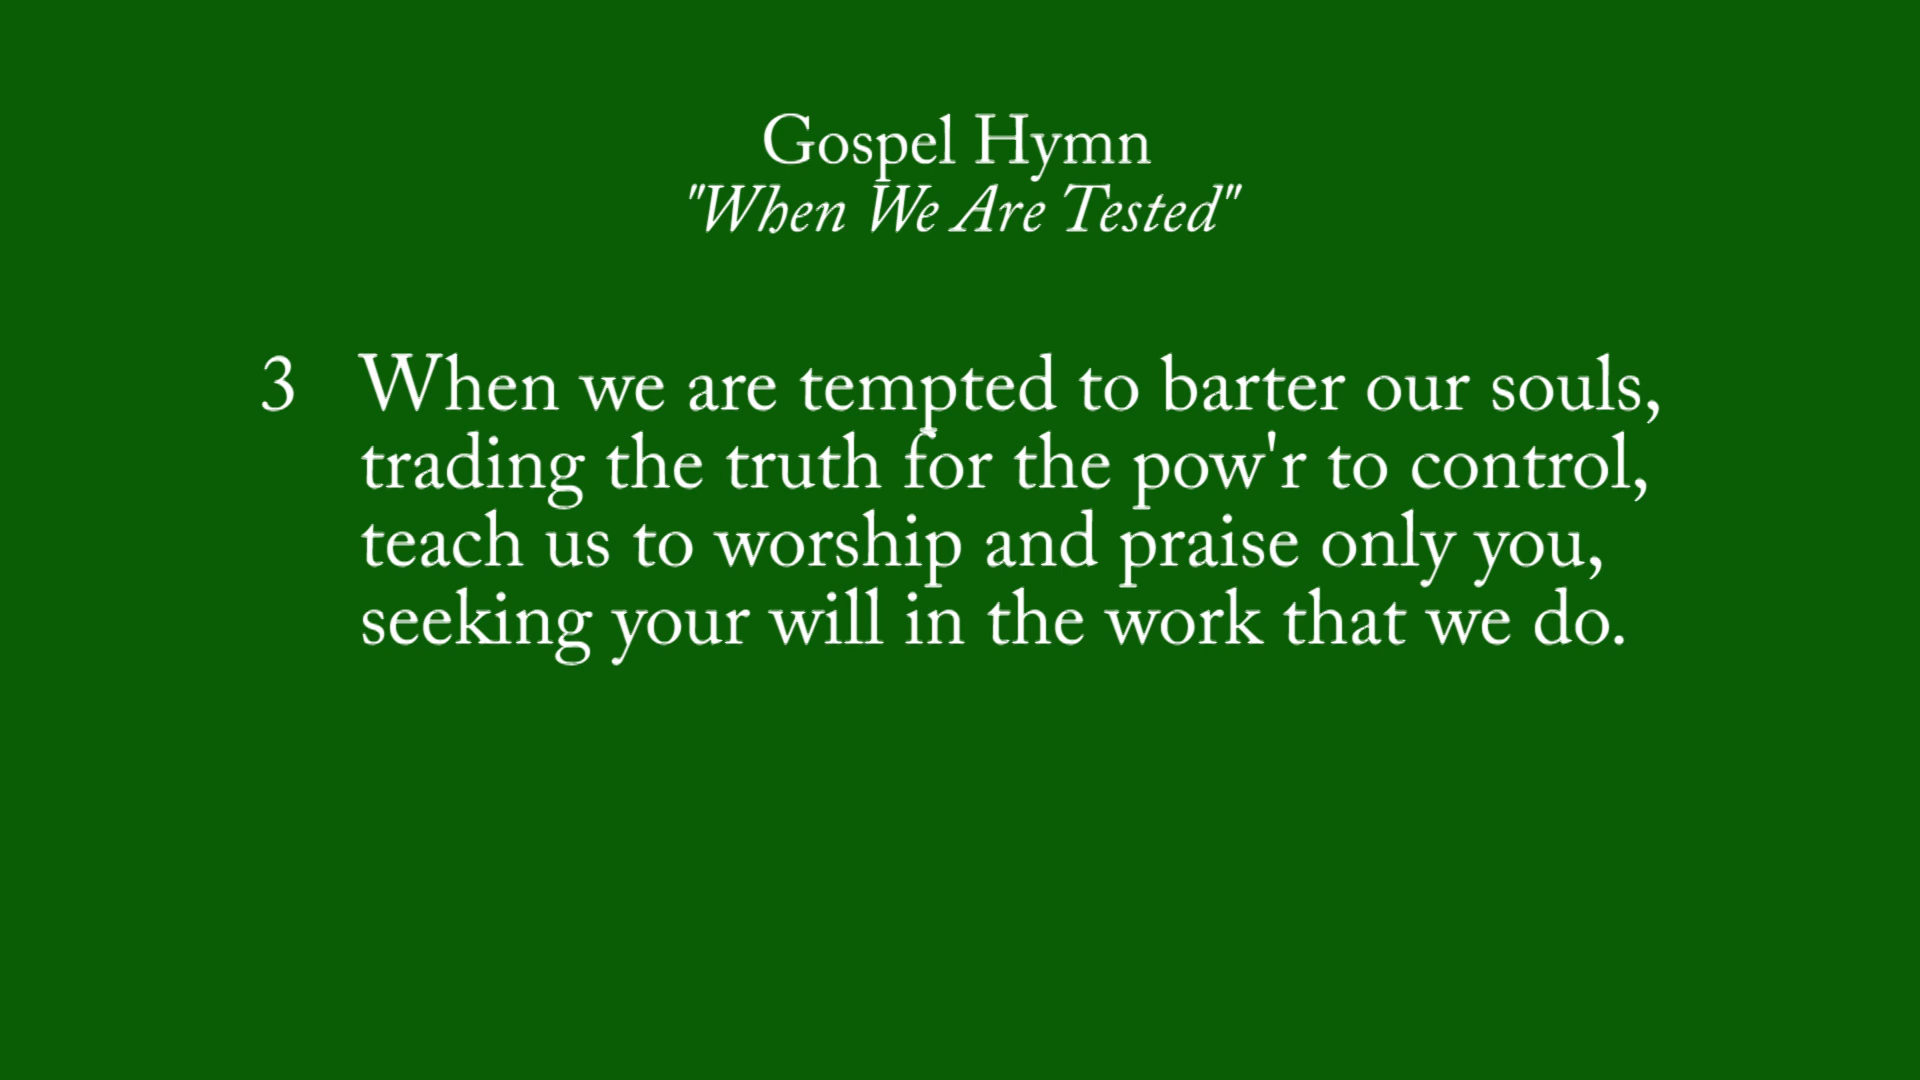 Gospel Hymn
"When We Are Tested"
3 When we are tempted to barter our souls,
trading the truth for the pow'r to control,
teach us to worship and praise only you,
seeking your will in the work that we do.